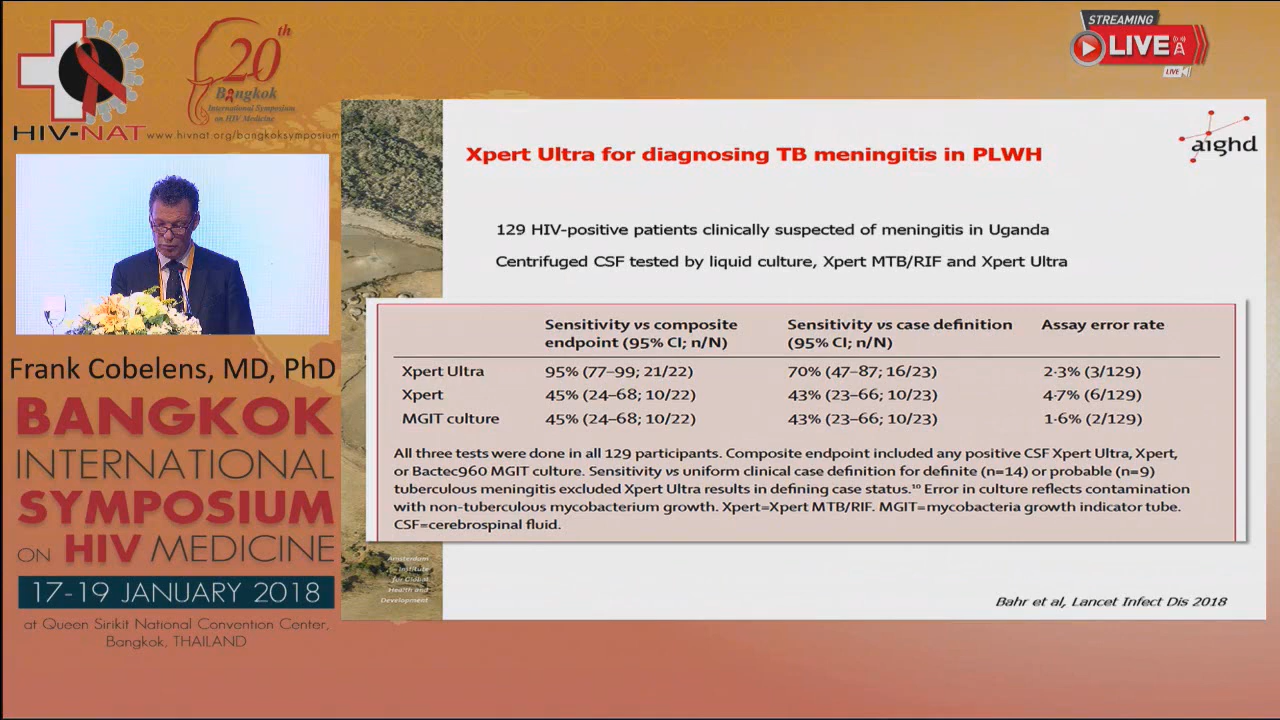 HIV-NAT
www.hivnat.org/bangkoksymposium
20th
Bangkok
International Symposium
on HIV Medicine
STREAMING
LIVE
LIVE
aighd
Xpert Ultra for diagnosing TB meningitis in PLWH
129 HIV-positive patients clinically suspected of meningitis in Uganda
Centrifuged CSF tested by liquid culture, Xpert MTB/RIF and Xpert Ultra
Sensitivity vs composite endpoint (95% CI; n/N) Sensitivity vs case definition (95% CI; n/N) Assay error rate
Xpert Ultra 95% (77–99; 21/22) 70% (47–87; 16/23) 2·3% (3/129)
Xpert 45% (24–68; 10/22) 43% (23–66; 10/23) 4·7% (6/129)
MGIT culture 45% (24–68; 10/22) 43% (23–66; 10/23) 1·6% (2/129)
All three tests were done in all 129 participants. Composite endpoint included any positive CSF Xpert Ultra, Xpert,
or Bactec960 MGIT culture. Sensitivity vs uniform clinical case definition for definite (n=14) or probable (n=9)
tuberculous meningitis excluded Xpert Ultra results in defining case status.¹⁰ Error in culture reflects contamination
with non-tuberculous mycobacterium growth. Xpert=Xpert MTB/RIF. MGIT=mycobacteria growth indicator tube.
CSF=cerebrospinal fluid.
Amsterdam
Institute
for Global
Health and
Development
Bahr et al, Lancet Infect Dis 2018
Frank Cobelens, MD, PhD
BANGKOK
INTERNATIONAL
SYMPOSIUM
ON HIV MEDICINE
17-19 JANUARY 2018
at Queen Sirikit National Convention Center,
Bangkok, THAILAND